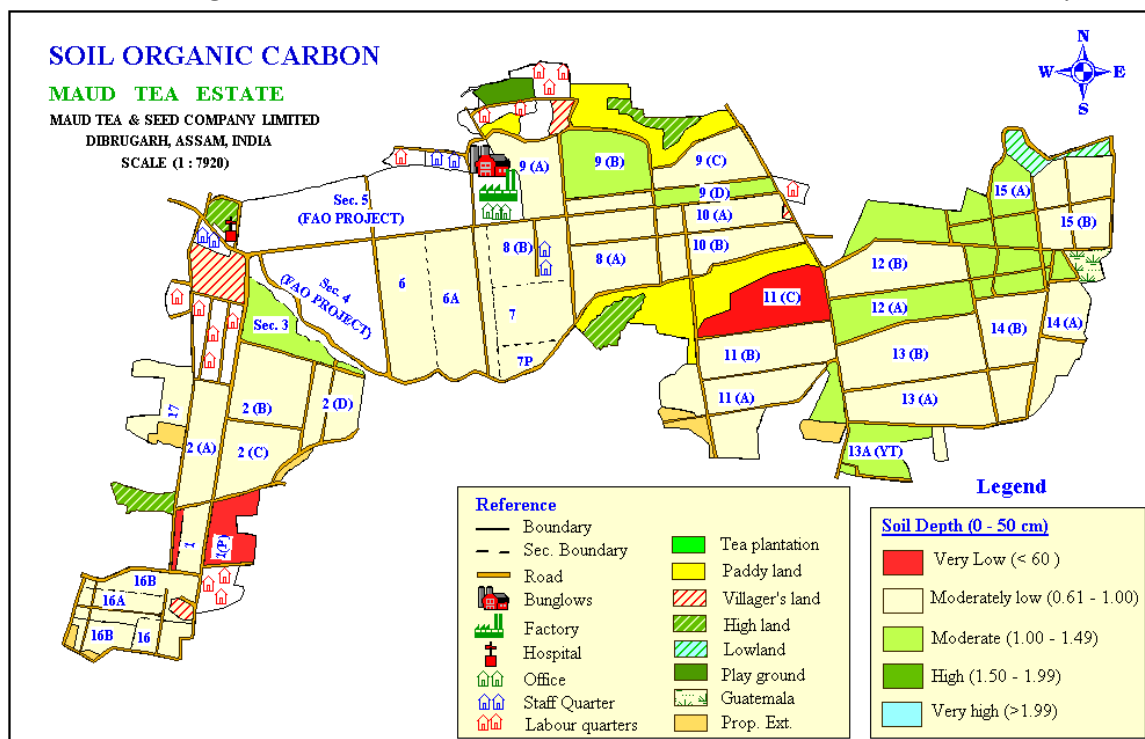 SOIL ORGANIC CARBON
MAUD TEA ESTATE
MAUD TEA & SEED COMPANY LIMITED
DIBRUGARH, ASSAM, INDIA
SCALE (1 : 7920)
N
W E
S
Sec. 5
(FAO PROJECT)
Sec. 4
(FAO PROJECT)
Sec. 3
6
6A
7
7P
8 (B)
8 (A)
9 (A)
9 (B)
9 (C)
9 (D)
10 (A)
10 (B)
11 (C)
11 (B)
11 (A)
12 (B)
12 (A)
13 (B)
13 (A)
13A (YT)
14 (B)
14 (A)
15 (A)
15 (B)
17
2 (A)
2 (B)
2 (C)
2 (D)
1
1(P)
16B
16A
16B
16
Reference
Boundary
Sec. Boundary
Road
Bunglows
Factory
Hospital
Office
Staff Quarter
Labour quarters
Tea plantation
Paddy land
Villager's land
High land
Lowland
Play ground
Guatemala
Prop. Ext.
Legend
Soil Depth (0 - 50 cm)
Very Low (< 60 )
Moderately low (0.61 - 1.00)
Moderate (1.00 - 1.49)
High (1.50 - 1.99)
Very high (>1.99)